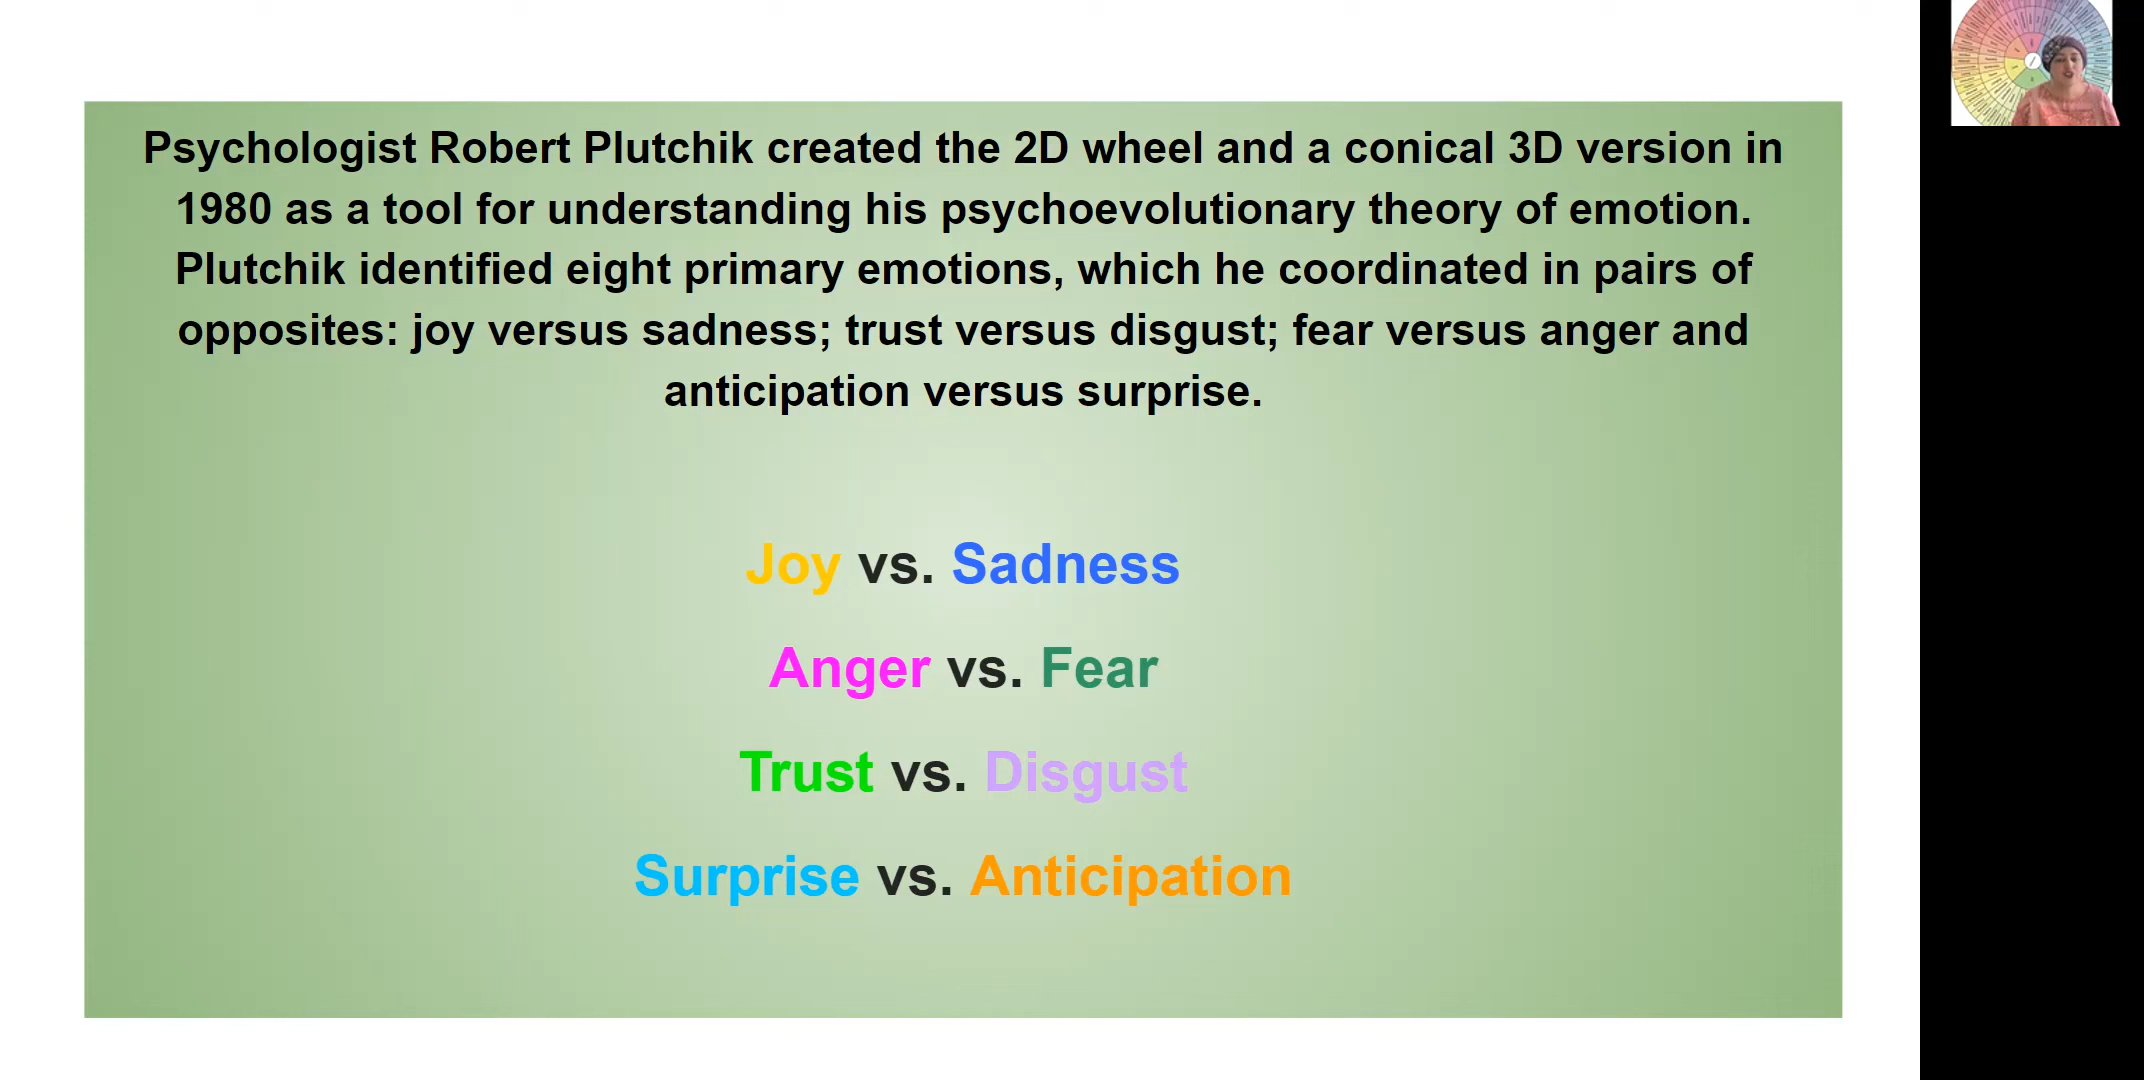 Psychologist Robert Plutchik created the 2D wheel and a conical 3D version in
1980 as a tool for understanding his psychoevolutionary theory of emotion.
Plutchik identified eight primary emotions, which he coordinated in pairs of
opposites: joy versus sadness; trust versus disgust; fear versus anger and
anticipation versus surprise.
Joy vs. Sadness
Anger vs. Fear
Trust vs. Disgust
Surprise vs. Anticipation